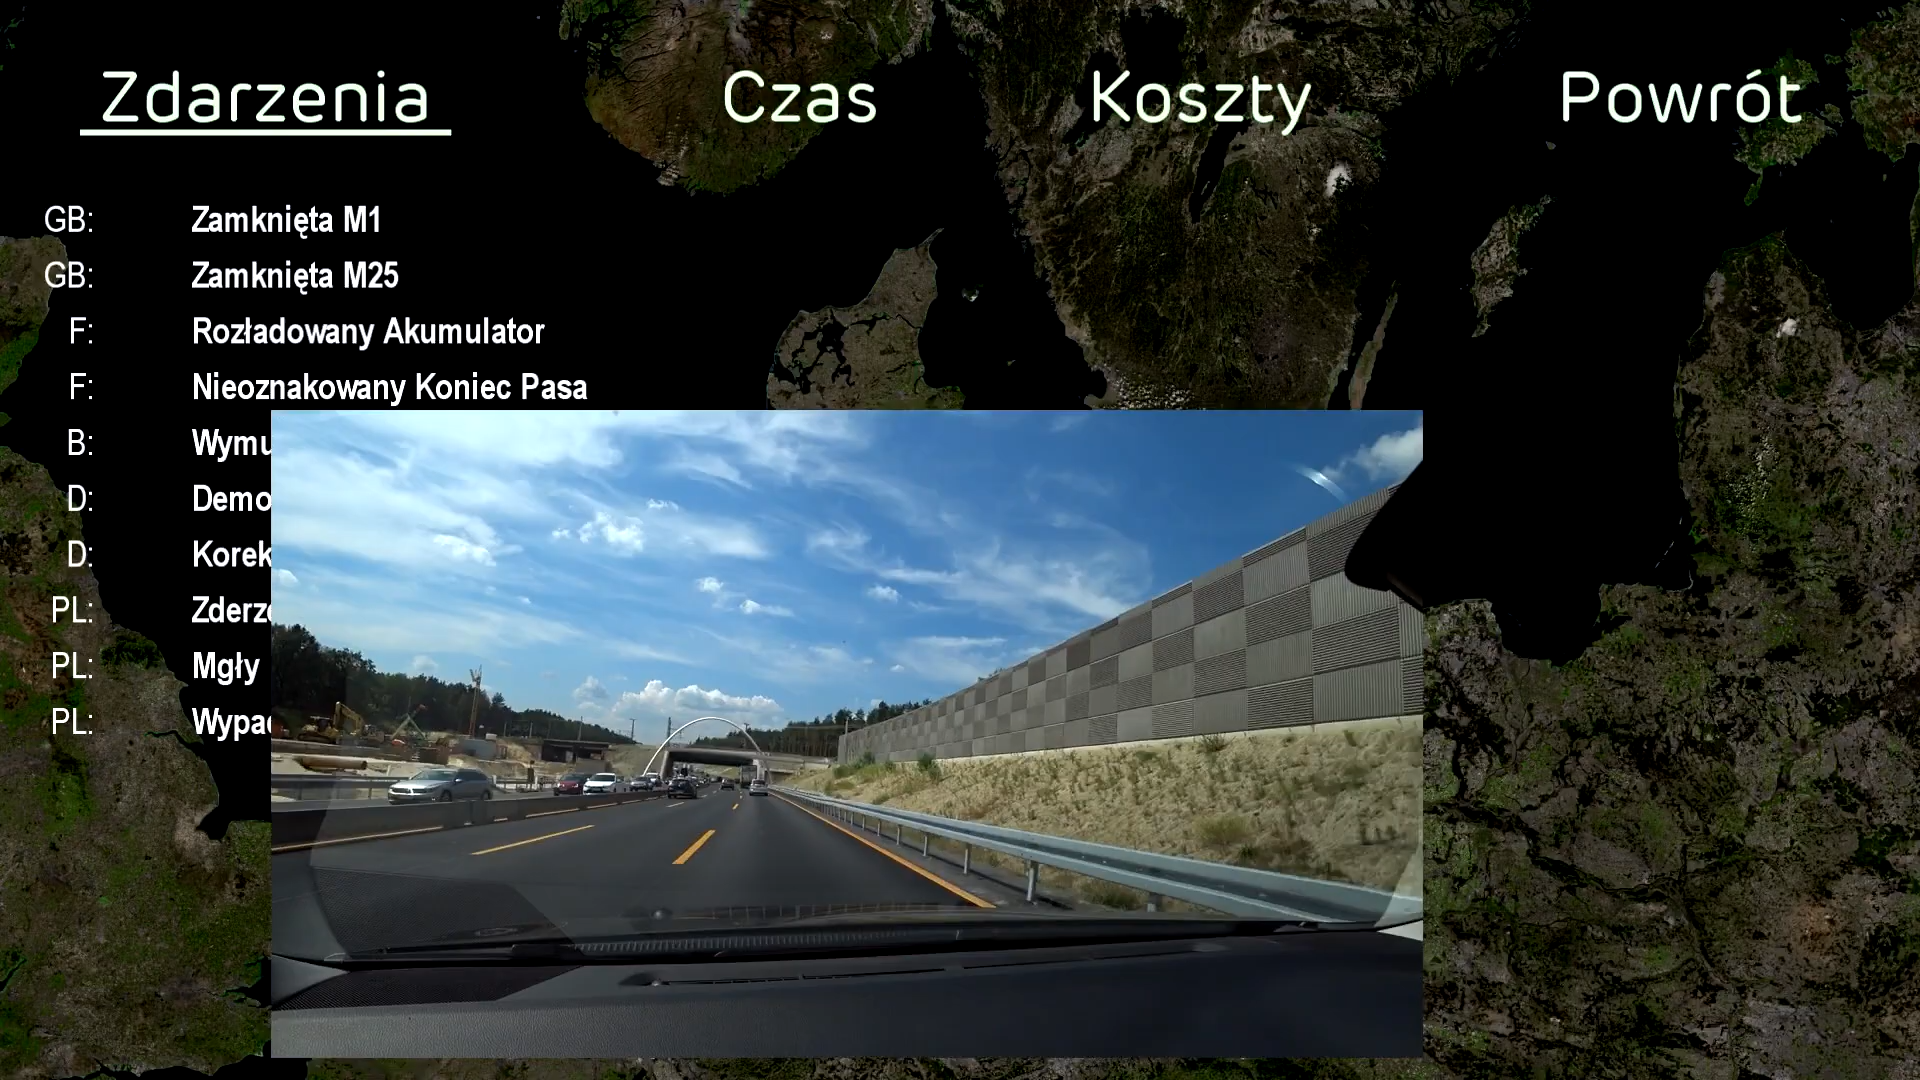 Zdarzenia Czas Koszty Powrót
GB: Zamknięta M1
GB: Zamknięta M25
F: Rozładowany Akumulator
F: Nieoznakowany Koniec Pasa
B:
D:
D:
PL:
PL: Mgły
PL: